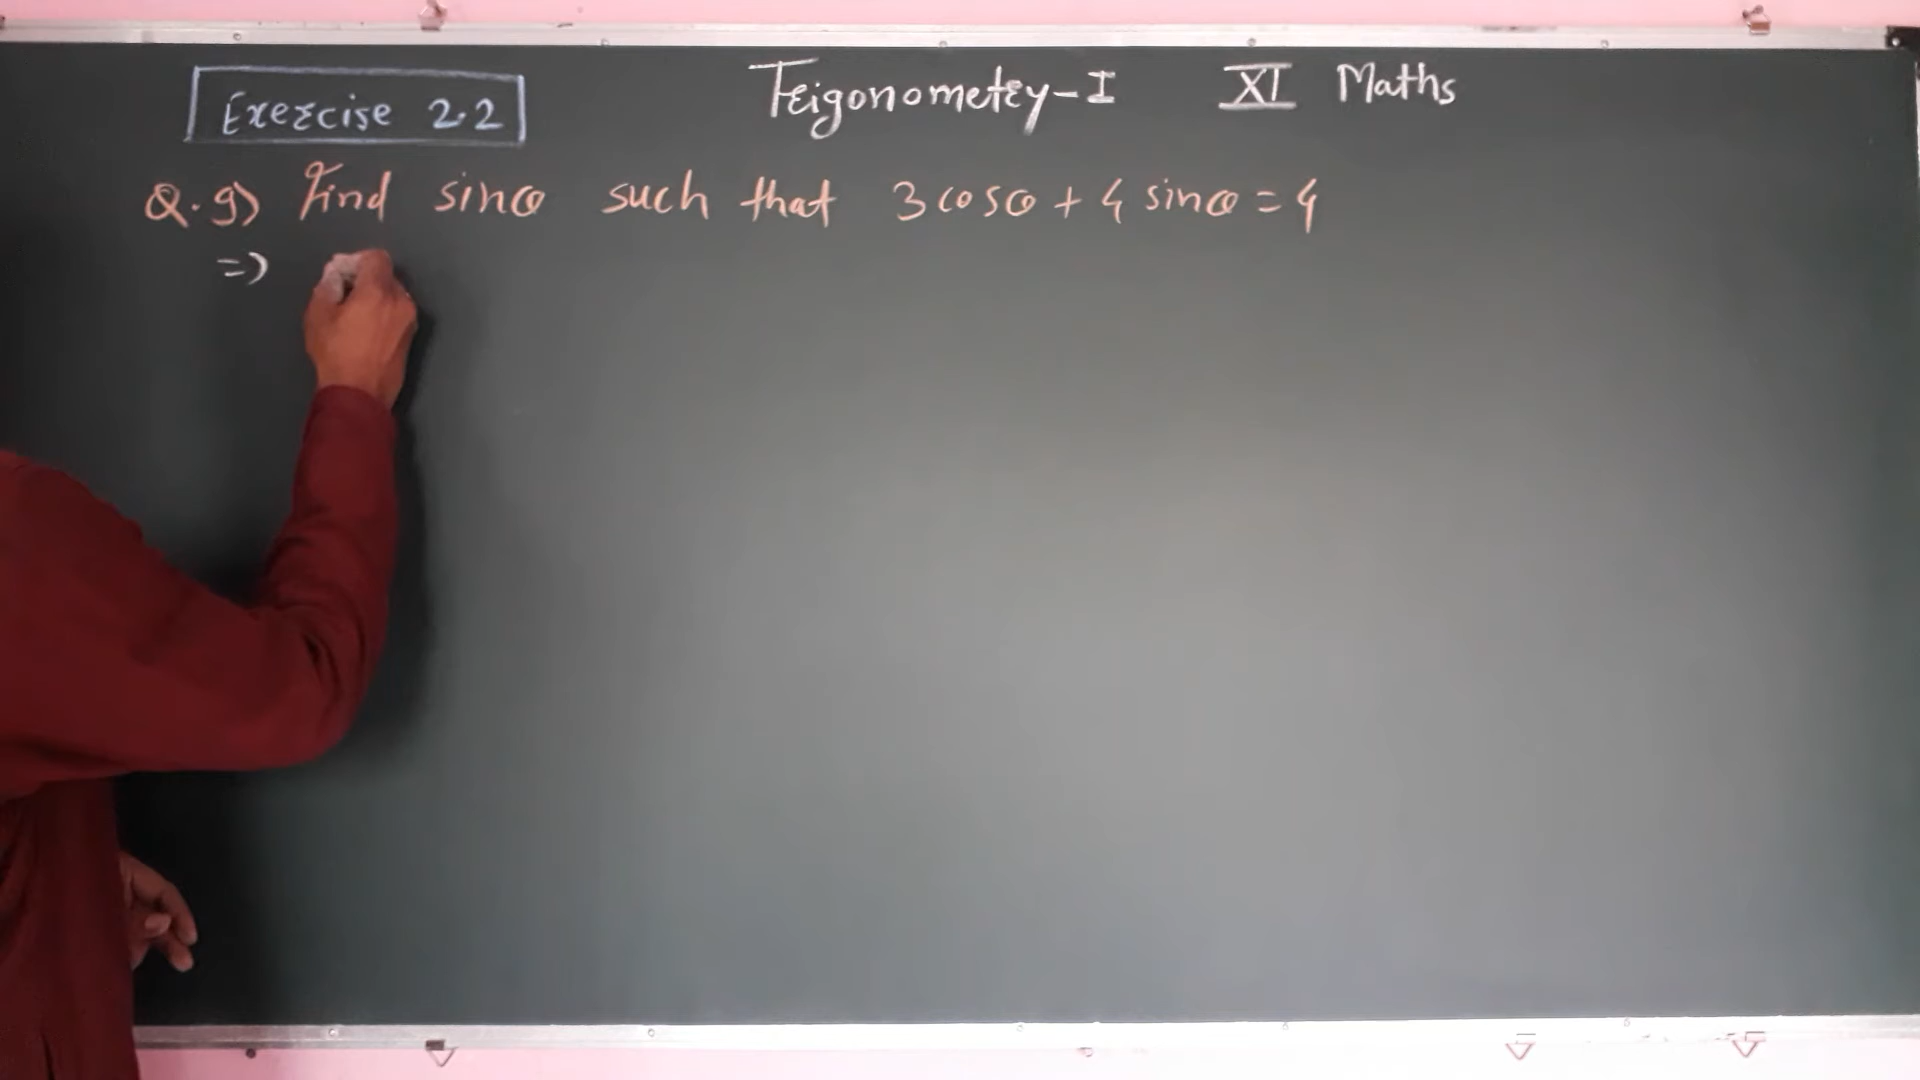 Exercise 2.2
Trigonometry-I XI Maths
Q.9) Find sinθ such that 3cosθ + 4 sinθ = 4
=>